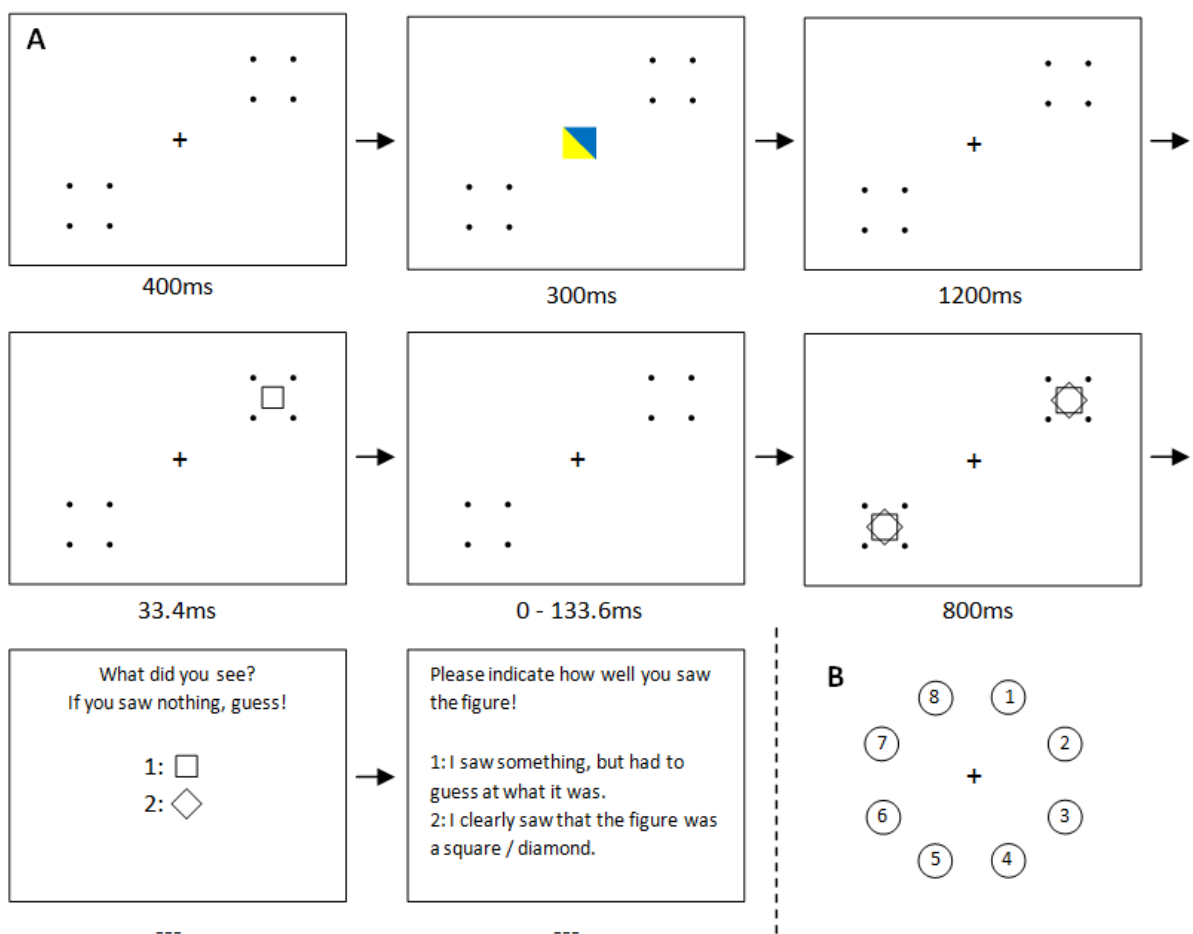 A
+
+
+
400ms
300ms
1200ms
+
+
+
33.4ms
0 - 133.6ms
800ms
What did you see?
If you saw nothing, guess!
1:
2:
Please indicate how well you saw
the figure!
1: I saw something, but had to
guess at what it was.
2: I clearly saw that the figure was
a square / diamond.
B
8 1
7 2
+
6 3
5 4
---
---